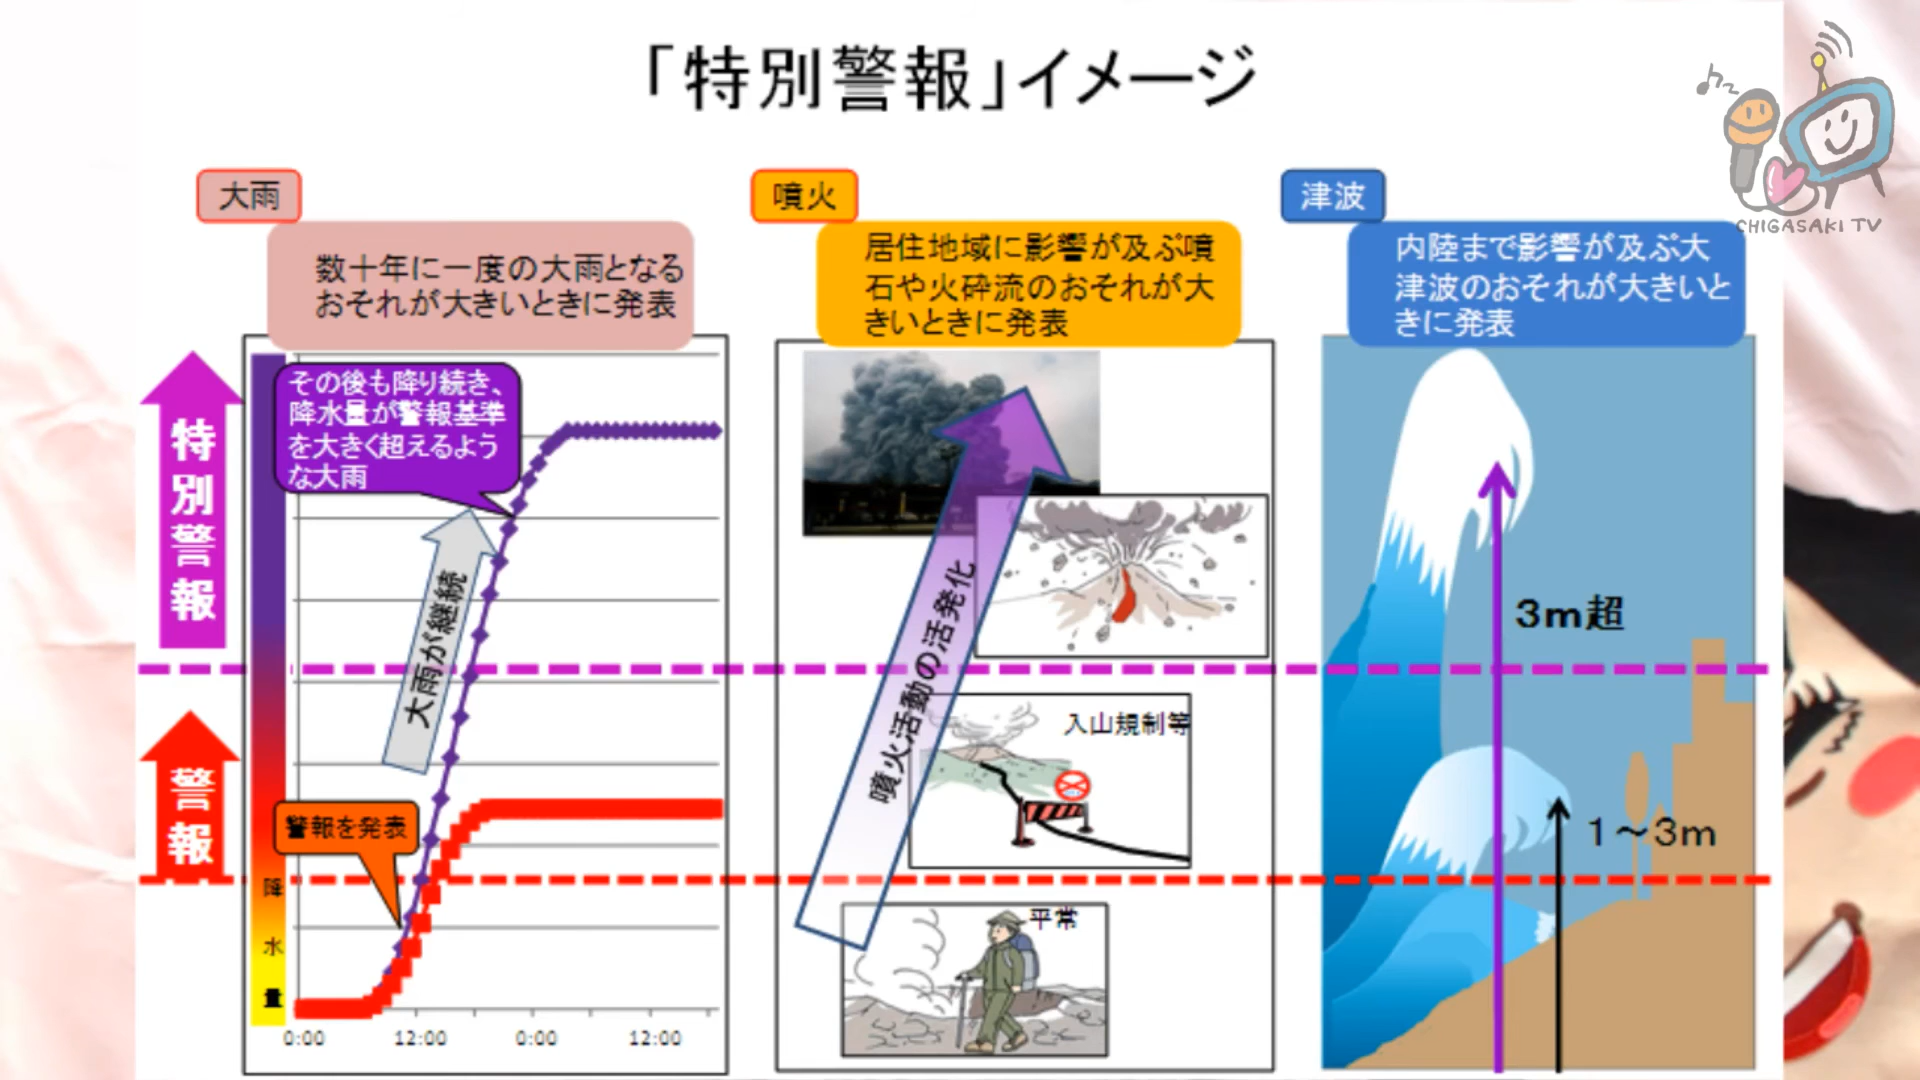 「特別警報」イメージ
CHIGASAKI TV
大雨
数十年に一度の大雨となる
おそれが大きいときに発表
噴火
居住地域に影響が及ぶ噴
石や火砕流のおそれが大
きいときに発表
津波
内陸まで影響が及ぶ大
津波のおそれが大きいと
きに発表
特別警報
警報
その後も降り続き、
降水量が警報基準
を大きく超えるよう
な大雨
大雨が継続
警報を発表
降水量
0:00
12:00
0:00
12:00
噴火活動の活発化
入山規制等
平常
3m超
1～3m